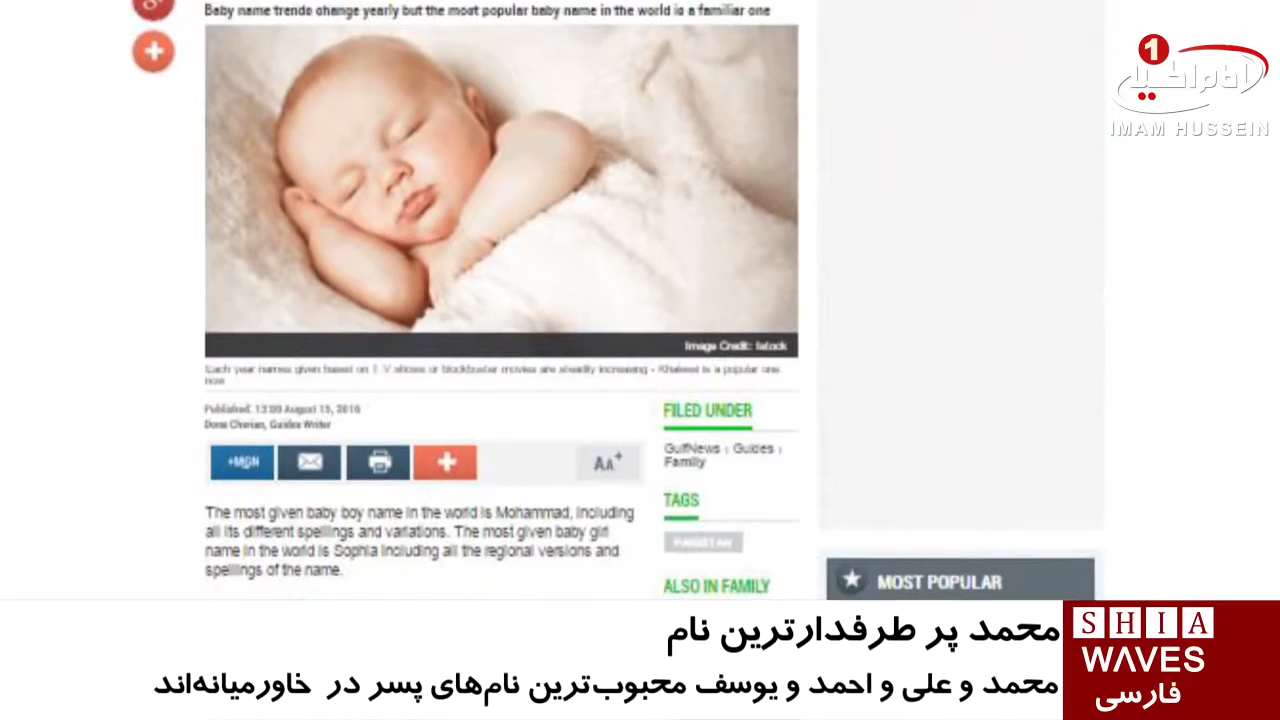 Baby name trends change yearly but the most popular baby name in the world is a familiar one
1
IMAM HUSSEIN
Image Credit: Istock
Each year names given based on T.V shows or blockbuster movies are steadily increasing - Khaleesi is a popular one
now
Published: 13:00 August 15, 2016
Dona Cherian, Guides Writer
FILED UNDER
GulfNews
Guides
Family
AA+
TAGS
The most given baby boy name in the world is Mohammad, including
all its different spellings and variations. The most given baby girl
name in the world is Sophia including all the regional versions and
spellings of the name.
ALSO IN FAMILY
MOST POPULAR
محمد پر طرفدارترین نام
محمد و علی و احمد و یوسف محبوب‌ترین نام‌های پسر در خاورمیانه‌اند
SHIA
WAVES
فارسی